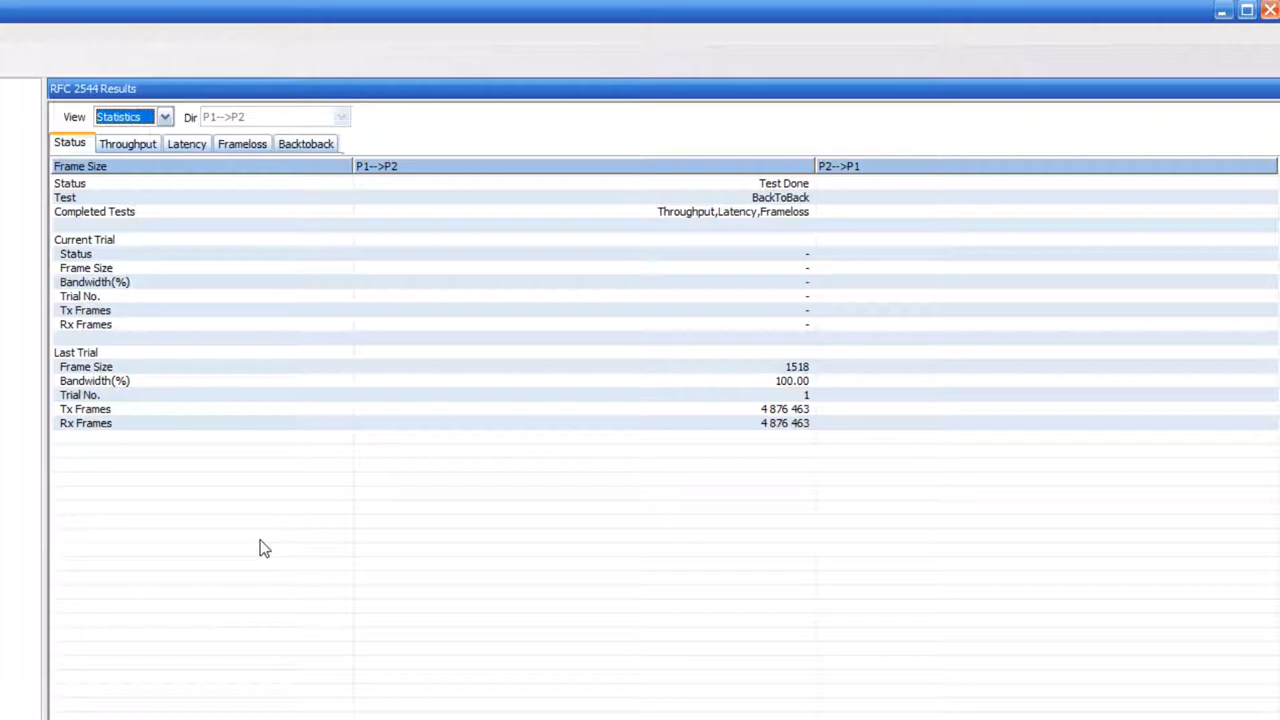 RFC 2544 Results
View Statistics Dir P1-->P2
Status Throughput Latency Frameloss Backtoback
Frame Size P1-->P2 P2-->P1
Status Test Done
Test BackToBack
Completed Tests Throughput,Latency,Frameloss
Current Trial
Status -
Frame Size -
Bandwidth(%) -
Trial No. -
Tx Frames -
Rx Frames -
Last Trial
Frame Size 1518
Bandwidth(%) 100.00
Trial No. 1
Tx Frames 4 876 463
Rx Frames 4 876 463